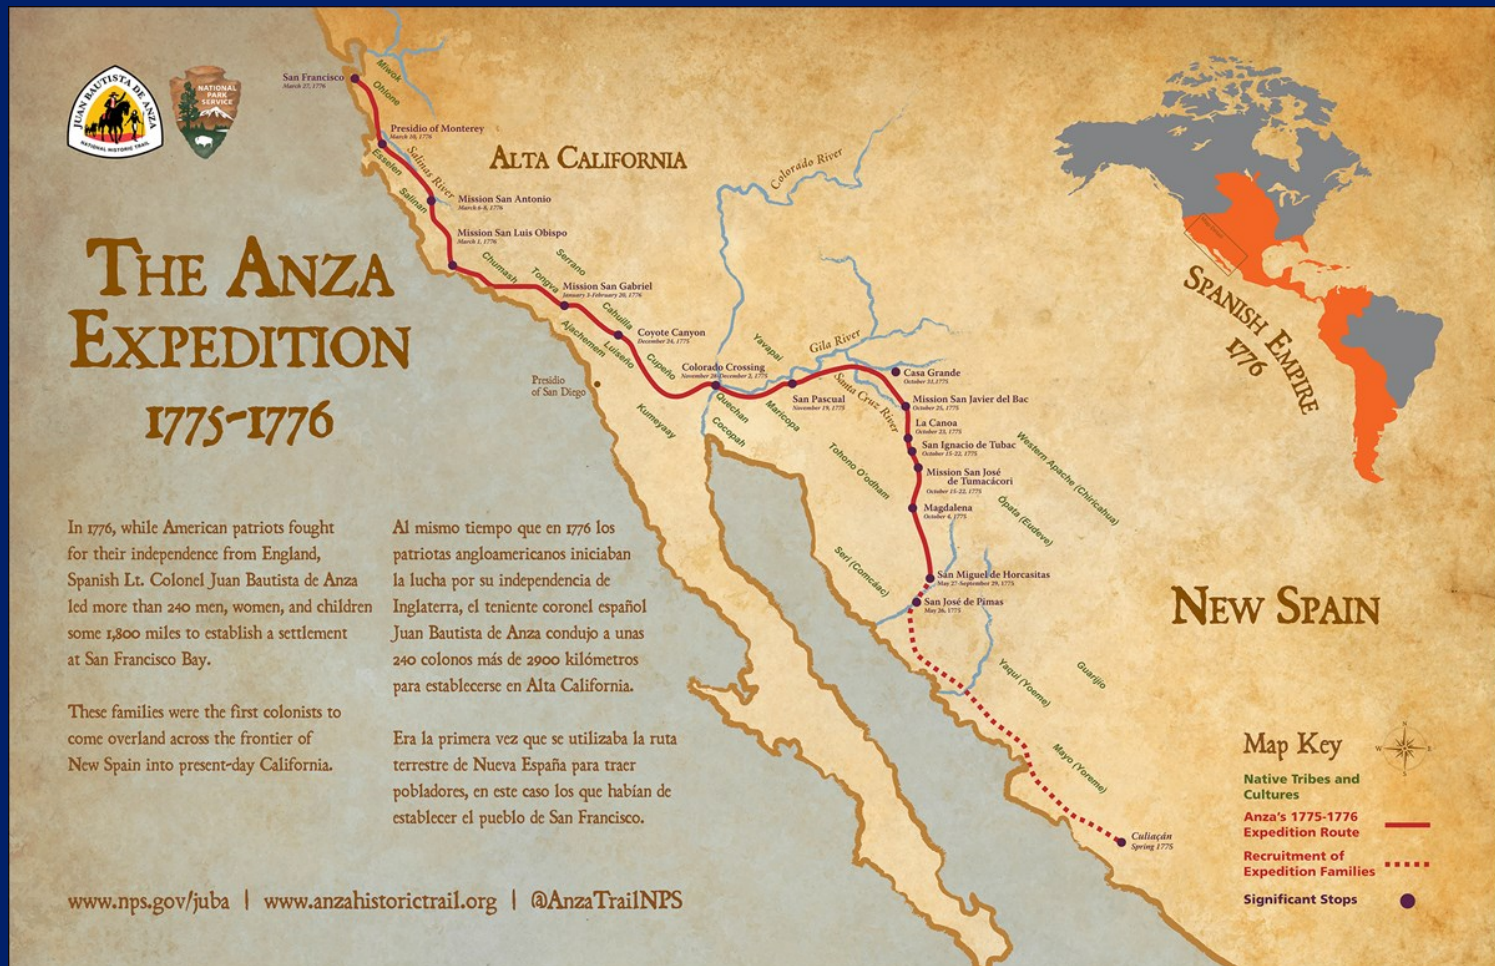 JUAN BAUTISTA DE ANZA
NATIONAL HISTORIC TRAIL
NATIONAL
PARK
SERVICE
THE ANZA
EXPEDITION
1775-1776
In 1776, while American patriots fought
for their independence from England,
Spanish Lt. Colonel Juan Bautista de Anza
led more than 240 men, women, and children
some 1,800 miles to establish a settlement
at San Francisco Bay.
These families were the first colonists to
come overland across the frontier of
New Spain into present-day California.
Al mismo tiempo que en 1776 los
patriotas angloamericanos iniciaban
la lucha por su independencia de
Inglaterra, el teniente coronel español
Juan Bautista de Anza condujo a unas
240 colonos más de 2900 kilómetros
para establecerse en Alta California.
Era la primera vez que se utilizaba la ruta
terrestre de Nueva España para traer
pobladores, en este caso los que habían de
establecer el pueblo de San Francisco.
www.nps.gov/juba | www.anzahistorictrail.org | @AnzaTrailNPS
San Francisco
March 27, 1776
Miwok
Ohlone
Presidio of Monterey
March 10, 1776
Esselen
Salinas River
Salinan
Mission San Antonio
March 6-8, 1776
Mission San Luis Obispo
March 1, 1776
ALTA CALIFORNIA
Colorado River
Chumash
Tongva
Serrano
Mission San Gabriel
January 3-February 20, 1776
Cahuilla
Ajachemem
Luiseño
Cupeño
Coyote Canyon
December 24, 1775
Presidio
of San Diego
Kumeyaay
Colorado Crossing
November 28-December 2, 1775
Quechan
Cocopah
Yavapai
Maricopa
San Pascual
November 19, 1775
Gila River
Santa Cruz River
Casa Grande
October 31, 1775
Mission San Javier del Bac
October 25, 1775
La Canoa
October 23, 1775
San Ignacio de Tubac
October 15-22, 1775
Mission San José
de Tumacácori
October 15-22, 1775
Magdalena
October 6, 1775
Tohono O'odham
Western Apache (Chiricahua)
Ópata (Eudeve)
Seri (Comcáac)
San Miguel de Horcasitas
May 27-September 29, 1775
San José de Pimas
May 26, 1775
Yaqui (Yoeme)
Guarijio
Mayo (Yoreme)
Culiaçán
Spring 1775
NEW SPAIN
SPANISH EMPIRE
1776
Map Key
N
W
E
S
Native Tribes and
Cultures
Anza's 1775-1776
Expedition Route
Recruitment of
Expedition Families
Significant Stops